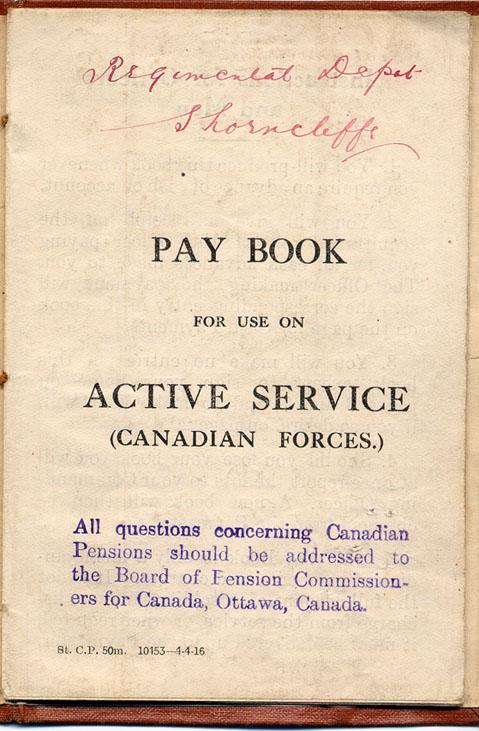 Regimental Depot
Shorncliffe
PAY BOOK
FOR USE ON
ACTIVE SERVICE
(CANADIAN FORCES.)
All questions concerning Canadian
Pensions should be addressed to
the Board of Pension Commission-
ers for Canada, Ottawa, Canada.
St. C.P. 50m. 10153—4-4-16